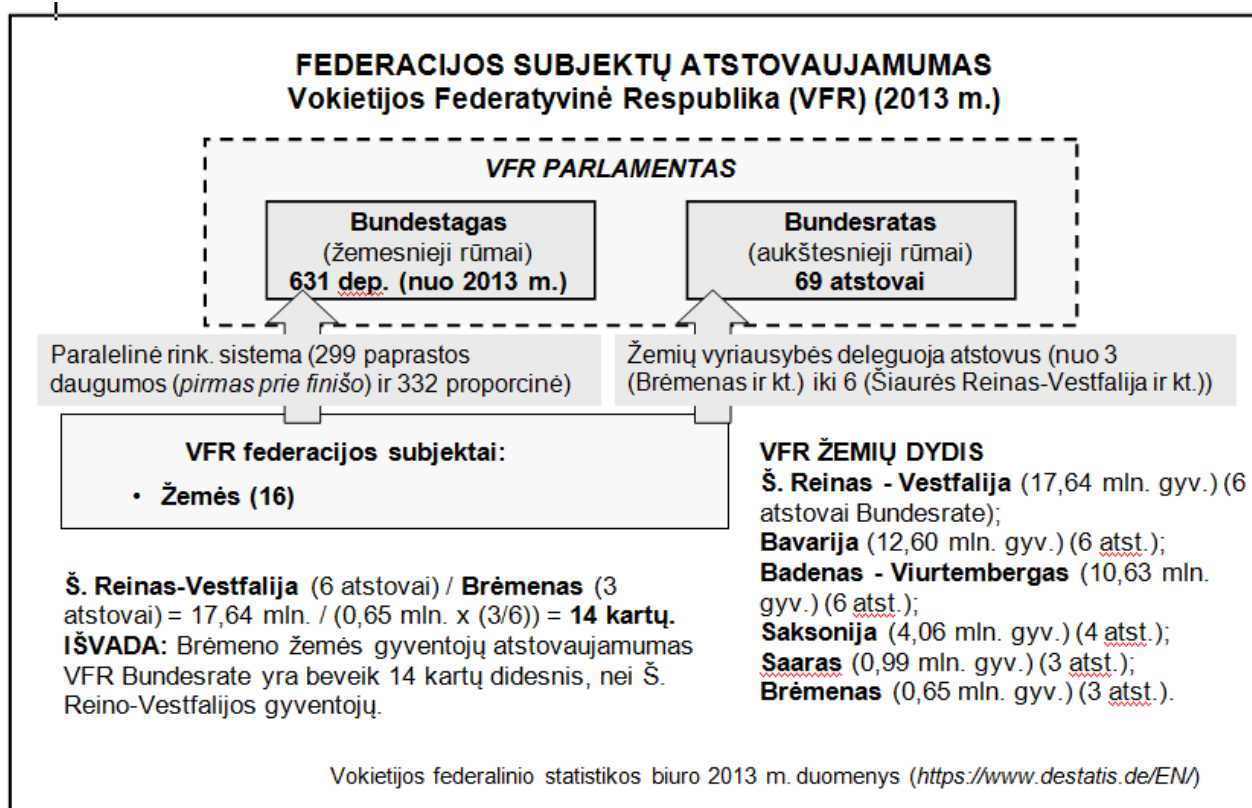 FEDERACIJOS SUBJEKTŲ ATSTOVAUJAMUMAS
Vokietijos Federatyvinė Respublika (VFR) (2013 m.)
VFR PARLAMENTAS
Bundestagas
(žemesnieji rūmai)
631 dep. (nuo 2013 m.)
Bundesratas
(aukštesnieji rūmai)
69 atstovai
Paralelinė rink. sistema (299 paprastos
daugumos (pirmas prie finišo) ir 332 proporcinė)
Žemių vyriausybės deleguoja atstovus (nuo 3
(Brėmenas ir kt.) iki 6 (Šiaurės Reinas-Vestfalija ir kt.))
VFR federacijos subjektai:
• Žemės (16)
Š. Reinas-Vestfalija (6 atstovai) / Brėmenas (3
atstovai) = 17,64 mln. / (0,65 mln. x (3/6)) = 14 kartų.
IŠVADA: Brėmeno žemės gyventojų atstovaujamumas
VFR Bundesrate yra beveik 14 kartų didesnis, nei Š.
Reino-Vestfalijos gyventojų.
VFR ŽEMIŲ DYDIS
Š. Reinas - Vestfalija (17,64 mln. gyv.) (6
atstovai Bundesrate);
Bavarija (12,60 mln. gyv.) (6 atst.);
Badenas - Viurtembergas (10,63 mln.
gyv.) (6 atst.);
Saksonija (4,06 mln. gyv.) (4 atst.);
Saaras (0,99 mln. gyv.) (3 atst.);
Brėmenas (0,65 mln. gyv.) (3 atst.).
Vokietijos federalinio statistikos biuro 2013 m. duomenys (https://www.destatis.de/EN/)